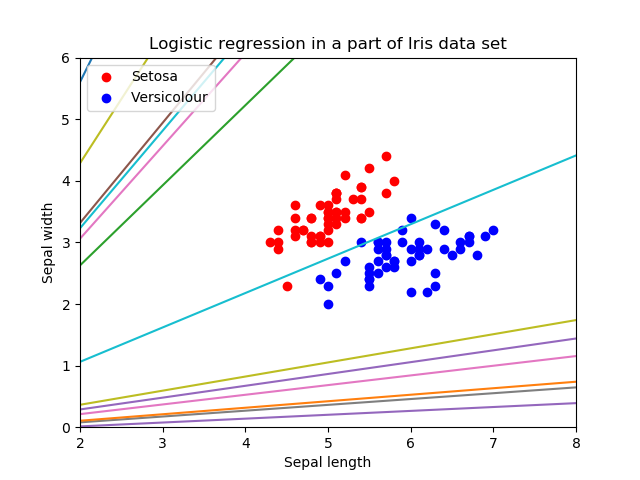 Logistic regression in a part of Iris data set
Setosa
Versicolour
Sepal width
6
5
4
3
2
1
0
2 3 4 5 6 7 8
Sepal length